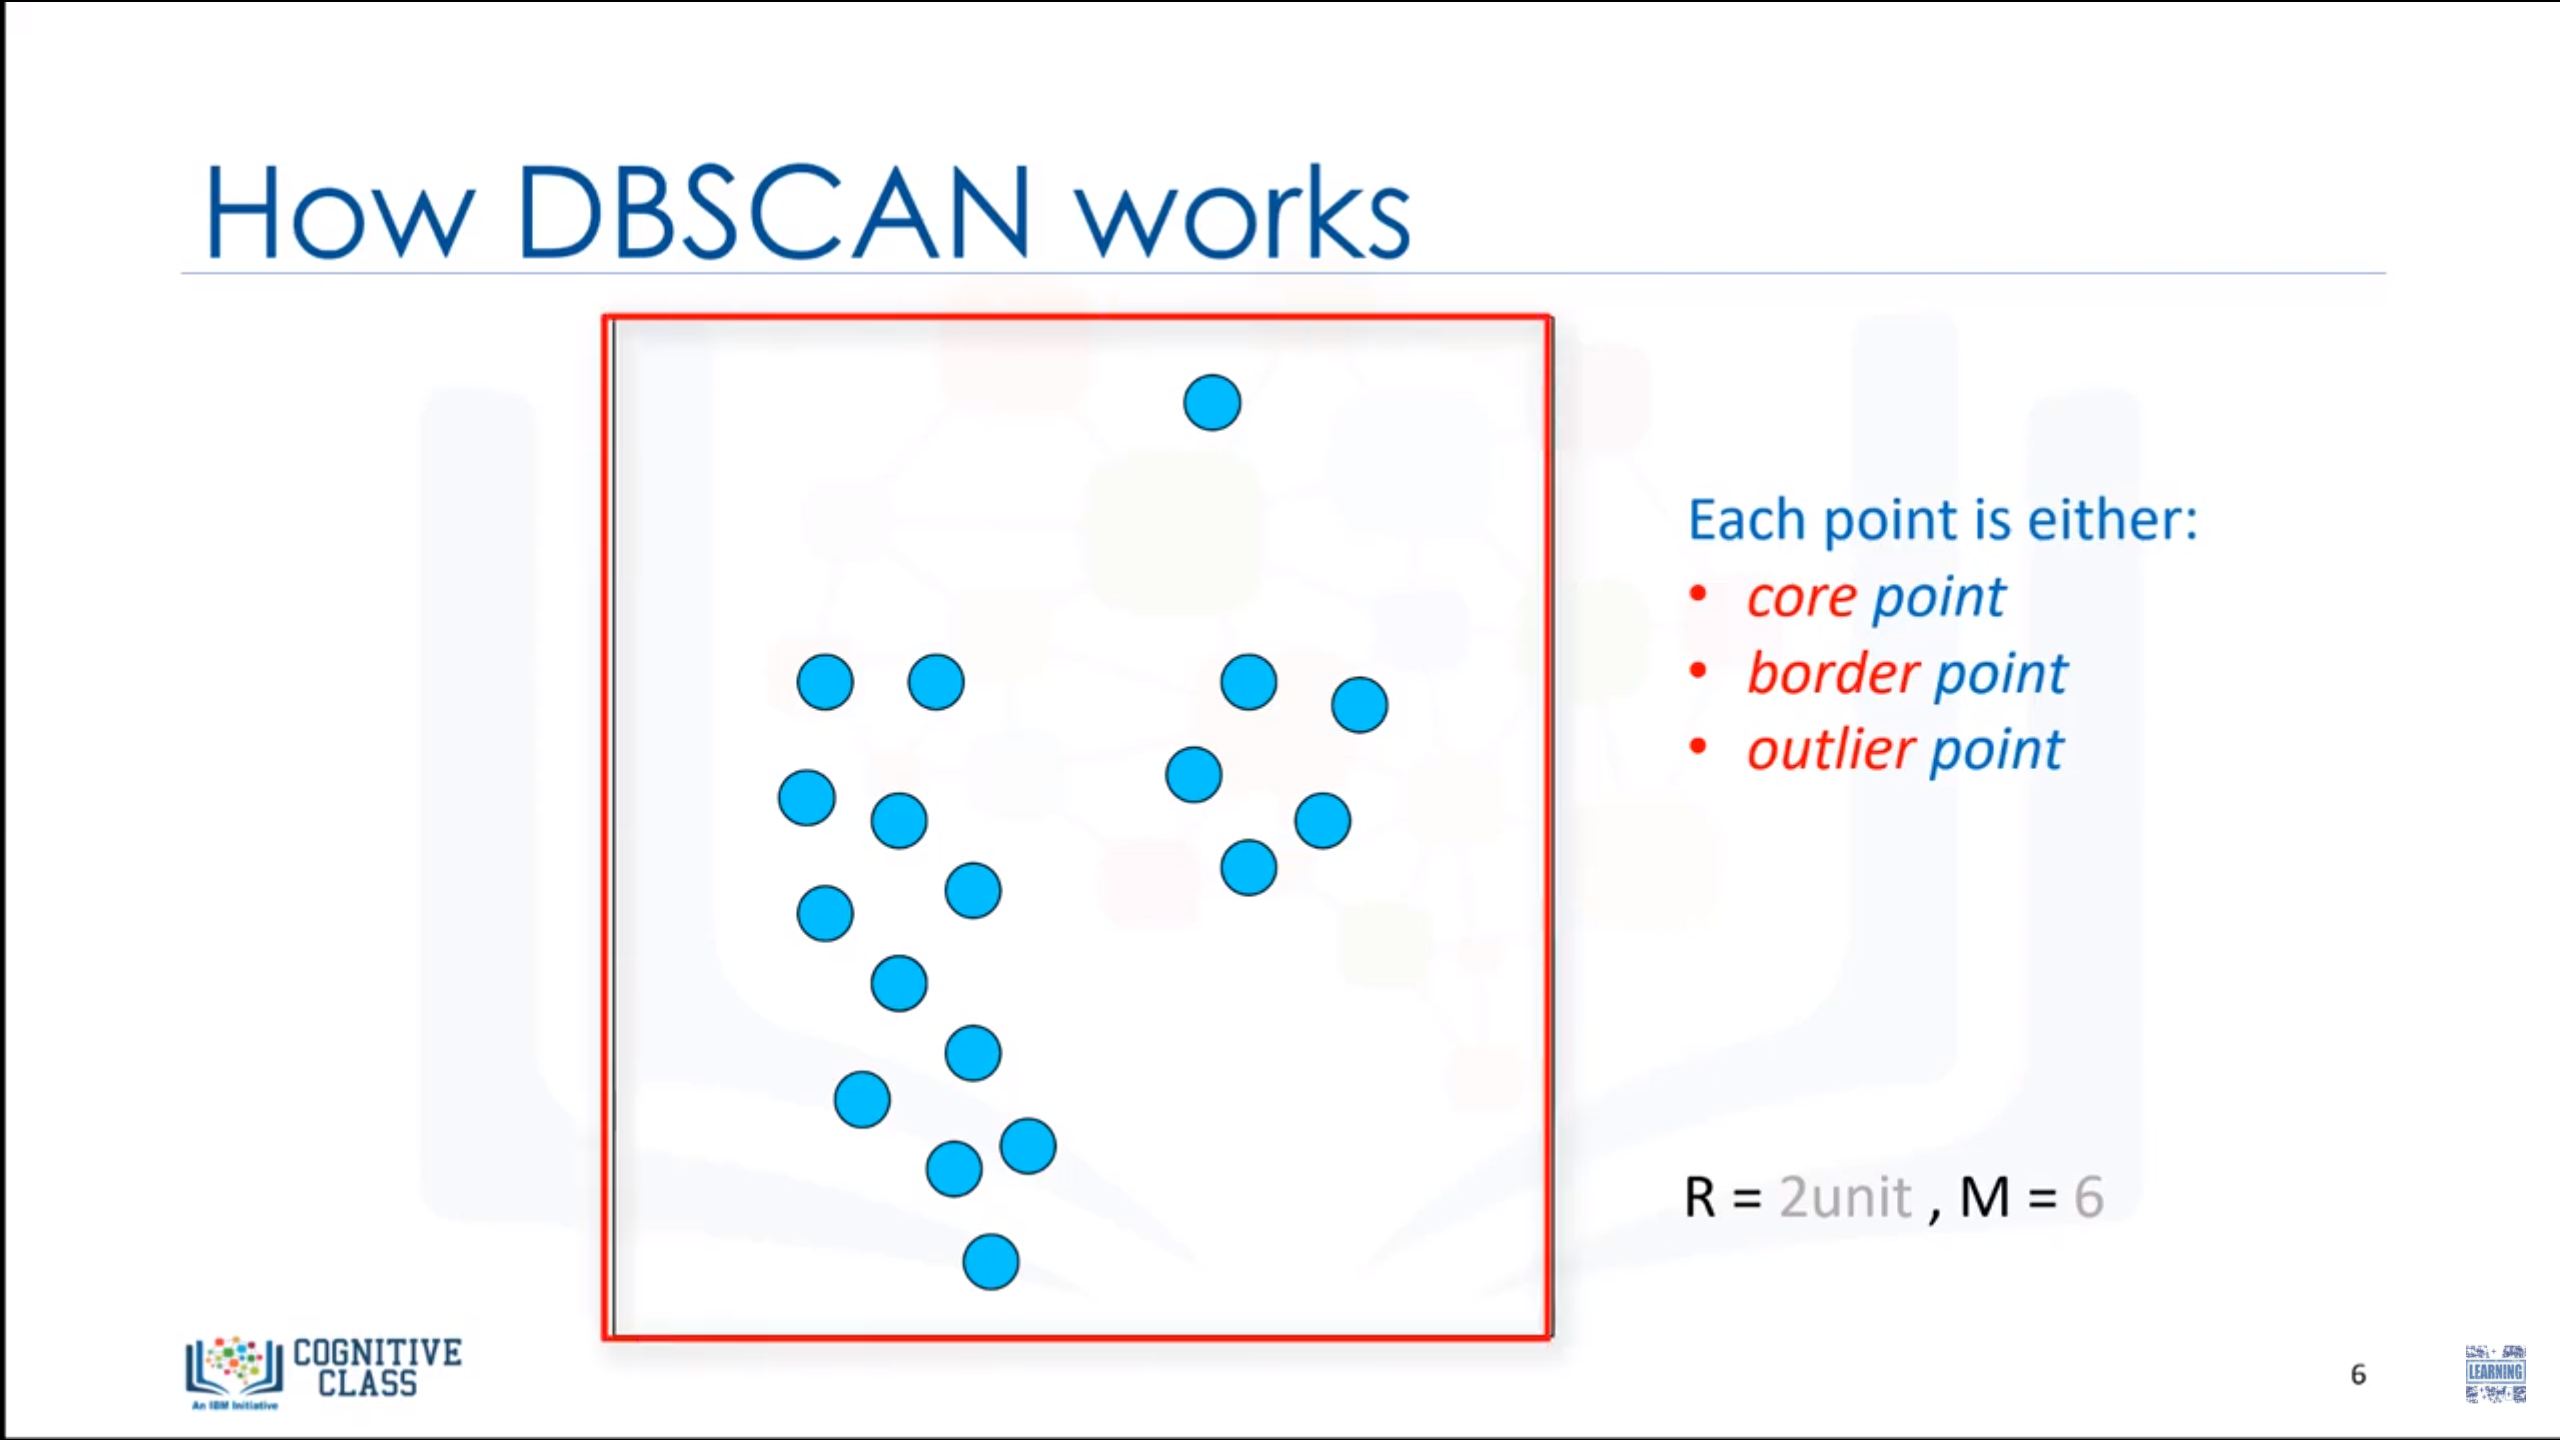 How DBSCAN works
Each point is either:
• core point
• border point
• outlier point
R = 2unit , M = 6
COGNITIVE
CLASS
An IBM Initiative
6
LEARNING